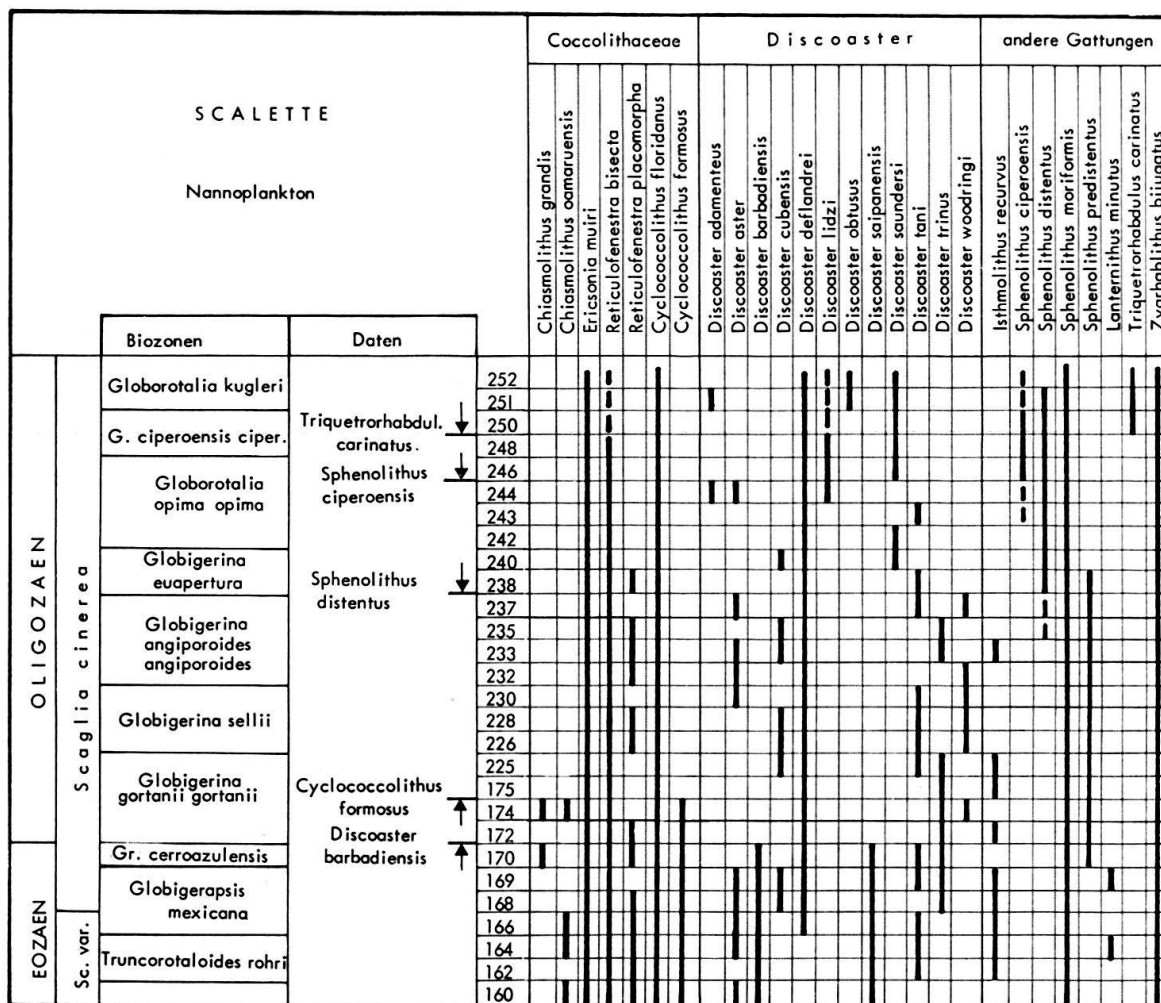 Coccolithaceae
Discoaster
andere Gattungen
SCALETTE
Nannoplankton
Chiasmolithus grandis
Chiasmolithus oamaruensis
Ericsonia muiri
Reticulofenestra bisecta
Reticulofenestra placomorpha
Cyclococcolithus floridanus
Cyclococcolithus formosus
Discoaster adamenteus
Discoaster aster
Discoaster barbadiensis
Discoaster cubensis
Discoaster deflandrei
Discoaster lidzi
Discoaster obtusus
Discoaster saipanensis
Discoaster saundersi
Discoaster tani
Discoaster trinus
Discoaster woodringi
Isthmolithus recurvus
Sphenolithus ciperoensis
Sphenolithus distentus
Sphenolithus moriformis
Sphenolithus predistentus
Lanternithus minutus
Triquetrorhabdulus carinatus
Zygrhablithus bijugatus
Biozonen
Daten
OLIGOZAEN
EOZAEN
Scaglia cinerea
Sc. var.
Globorotalia kugleri
G. ciperoensis ciper.
Globorotalia
opima opima
Globigerina
euapertura
Globigerina
angiporoides
angiporoides
Globigerina sellii
Globigerina
gortanii gortanii
Gr. cerroazulensis
Globigerapsis
mexicana
Truncorotaloides rohri
Triquetrorhabdul.
carinatus.
Sphenolithus
ciperoensis
Sphenolithus
distentus
Cyclococcolithus
formosus
Discoaster
barbadiensis
252
251
250
248
246
244
243
242
240
238
237
235
233
232
230
228
226
225
175
174
172
170
169
168
166
164
162
160